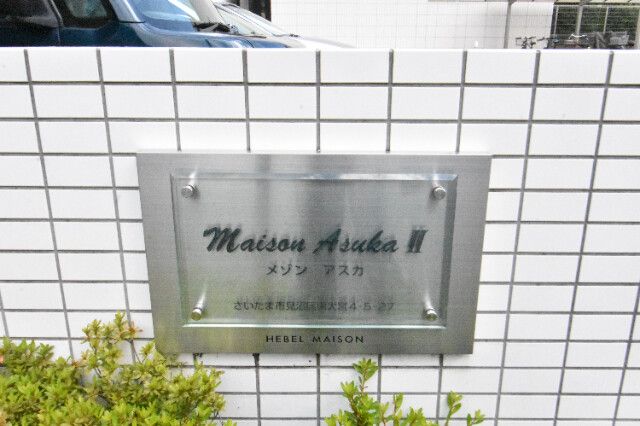 Maison Asuka II
メゾン アスカ
さいたま市見沼区東大宮4-5-27
HEBEL MAISON